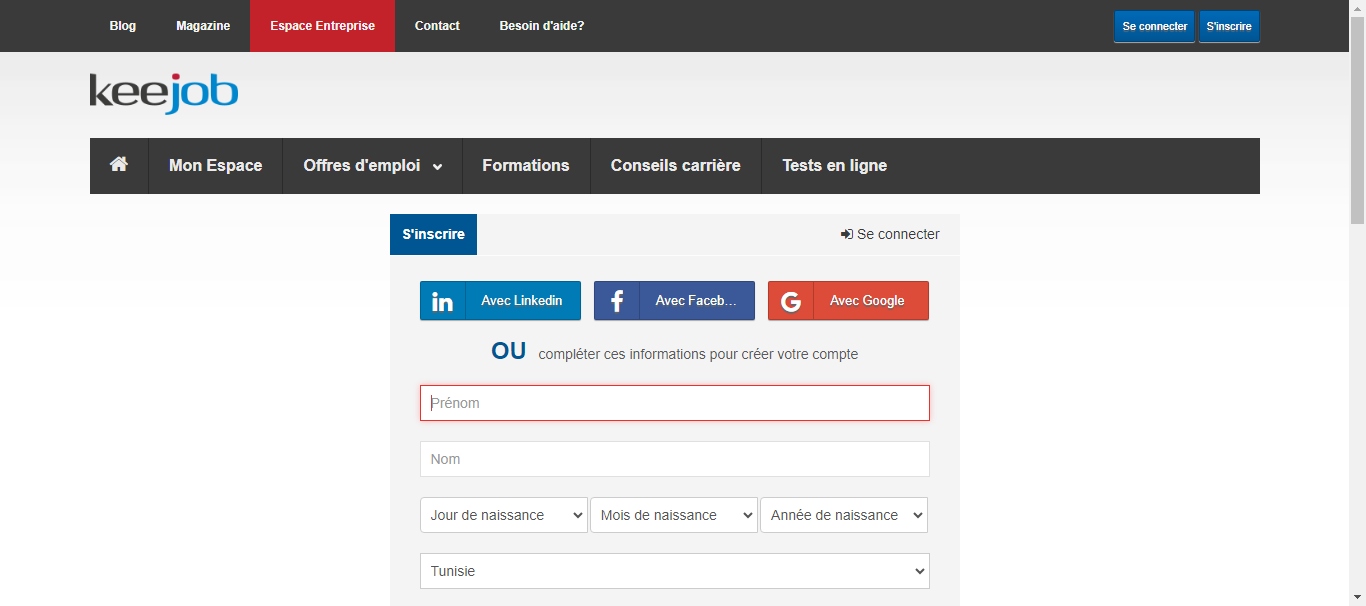 Blog Magazine Espace Entreprise Contact Besoin d'aide? Se connecter S'inscrire
keejob
Mon Espace Offres d'emploi Formations Conseils carrière Tests en ligne
S'inscrire Se connecter
Avec Linkedin Avec Faceb... Avec Google
OU compléter ces informations pour créer votre compte
Prénom
Nom
Jour de naissance Mois de naissance Année de naissance
Tunisie